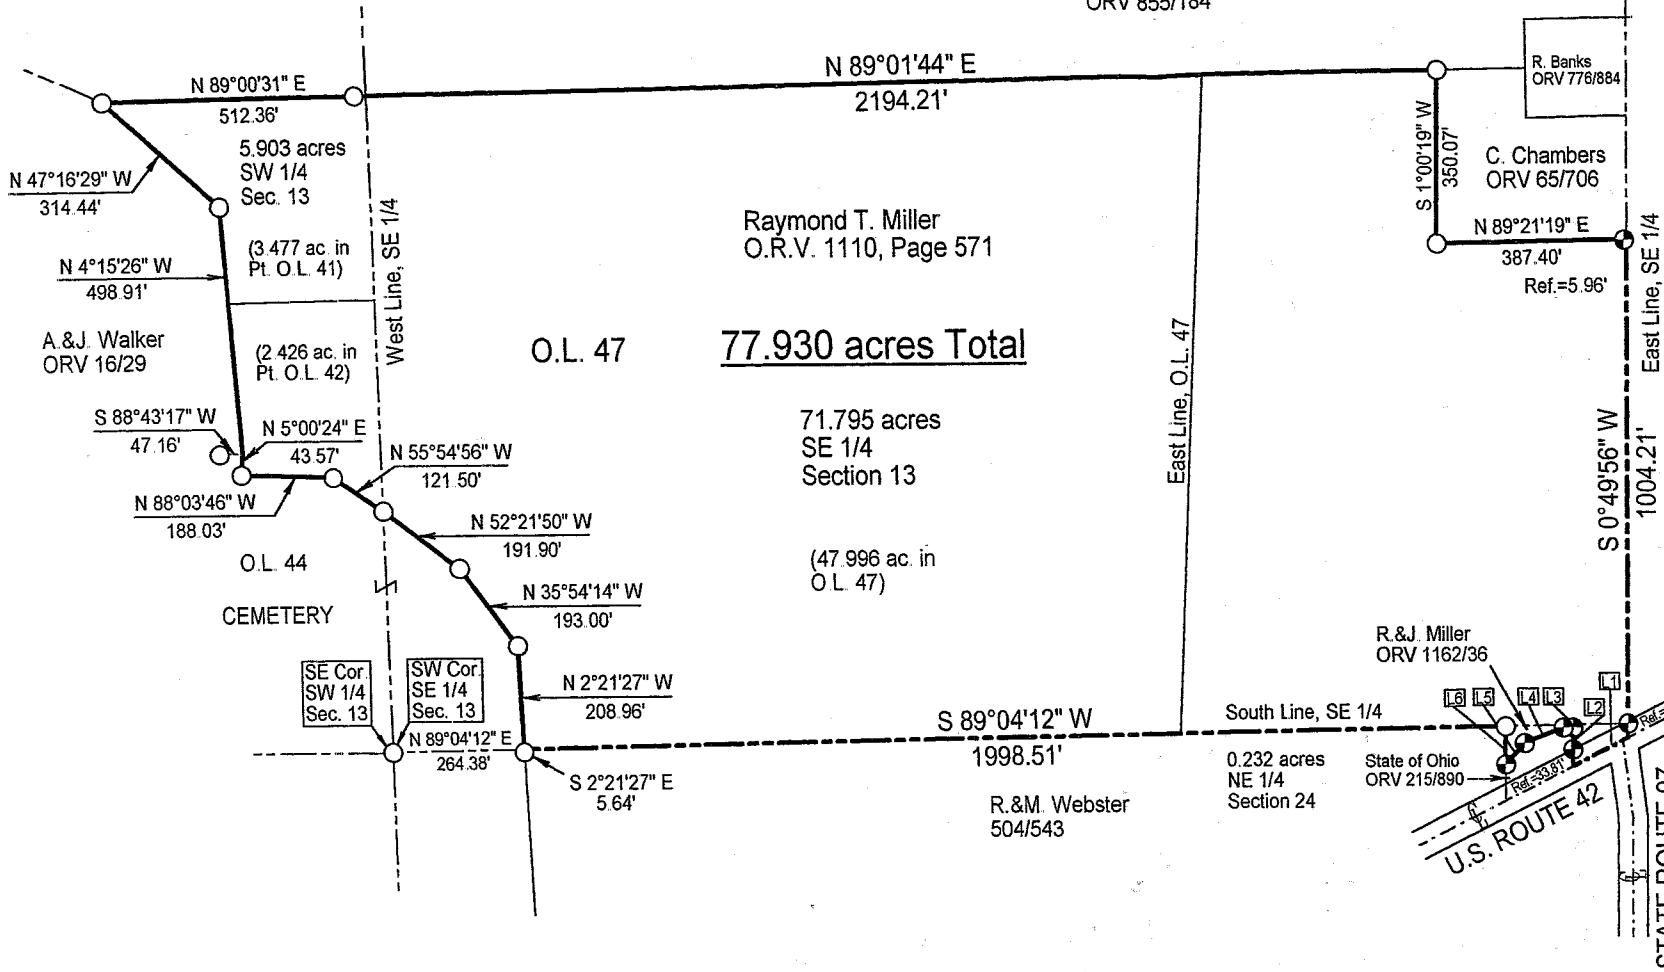 ORV 855/184
N 89°00'31" E
512.36'
N 89°01'44" E
2194.21'
R. Banks
ORV 776/884
5.903 acres
SW 1/4
Sec. 13
N 47°16'29" W
314.44'
S 1°00'19" W
350.07'
C. Chambers
ORV 65/706
West Line, SE 1/4
Raymond T. Miller
O.R.V. 1110, Page 571
(3.477 ac. in
Pt. O.L. 41)
N 4°15'26" W
498.91'
N 89°21'19" E
387.40'
Ref.=5.96'
East Line, SE 1/4
A.&J. Walker
ORV 16/29
(2.426 ac. in
Pt. O.L. 42)
O.L. 47
77.930 acres Total
East Line, O.L. 47
S 88°43'17" W
47.16'
N 5°00'24" E
43.57'
N 55°54'56" W
121.50'
71.795 acres
SE 1/4
Section 13
S 0°49'56" W
1004.21'
N 88°03'46" W
188.03'
N 52°21'50" W
191.90'
O.L. 44
(47.996 ac. in
O.L. 47)
CEMETERY
N 35°54'14" W
193.00'
R.&J. Miller
ORV 1162/36
SE Cor.
SW 1/4
Sec. 13
SW Cor.
SE 1/4
Sec. 13
N 2°21'27" W
208.96'
L6
L5
L4
L3
L2
L1
N 89°04'12" E
264.38'
S 89°04'12" W
1998.51'
South Line, SE 1/4
S 2°21'27" E
5.64'
0.232 acres
NE 1/4
Section 24
State of Ohio
ORV 215/890
Ref.=33.81'
R.&M. Webster
504/543
U.S. ROUTE 42
STATE ROUTE